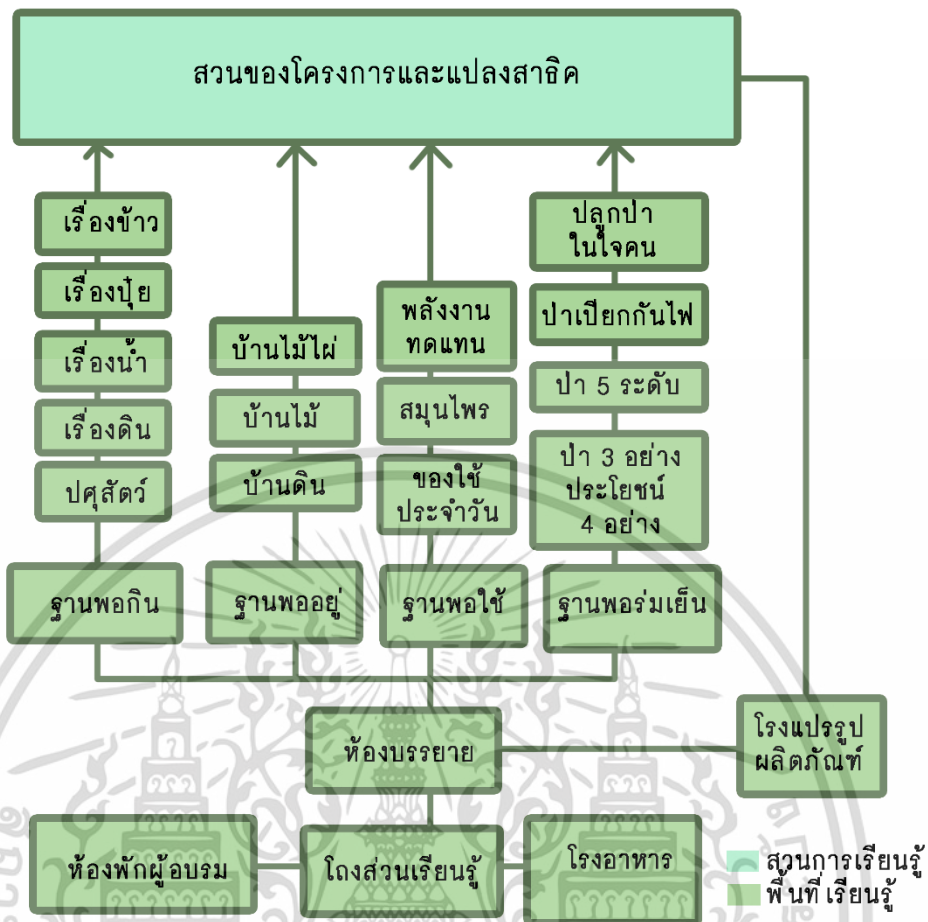 สวนของโครงการและแปลงสาธิค
เรื่องข้าว
เรื่องปุ๋ย
เรื่องน้ำ
เรื่องดิน
ปศุสัตว์
ฐานพอกิน
บ้านไม้ไผ่
บ้านไม้
บ้านดิน
ฐานพออยู่
พลังงาน
ทดแทน
สมุนไพร
ของใช้
ประจำวัน
ฐานพอใช้
ปลูกป่า
ในใจคน
ป่าเปียกกันไฟ
ป่า 5 ระดับ
ป่า 3 อย่าง
ประโยชน์
4 อย่าง
ฐานพอร่มเย็น
ห้องบรรยาย
โรงแปรรูป
ผลิตภัณฑ์
ห้องพักผู้อบรม
โถงส่วนเรียนรู้
โรงอาหาร
สวนการเรียนรู้
พื้นที่เรียนรู้